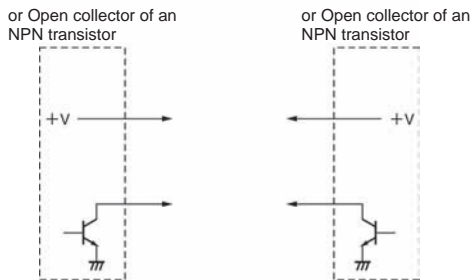 or Open collector of an
NPN transistor
+V
or Open collector of an
NPN transistor
+V